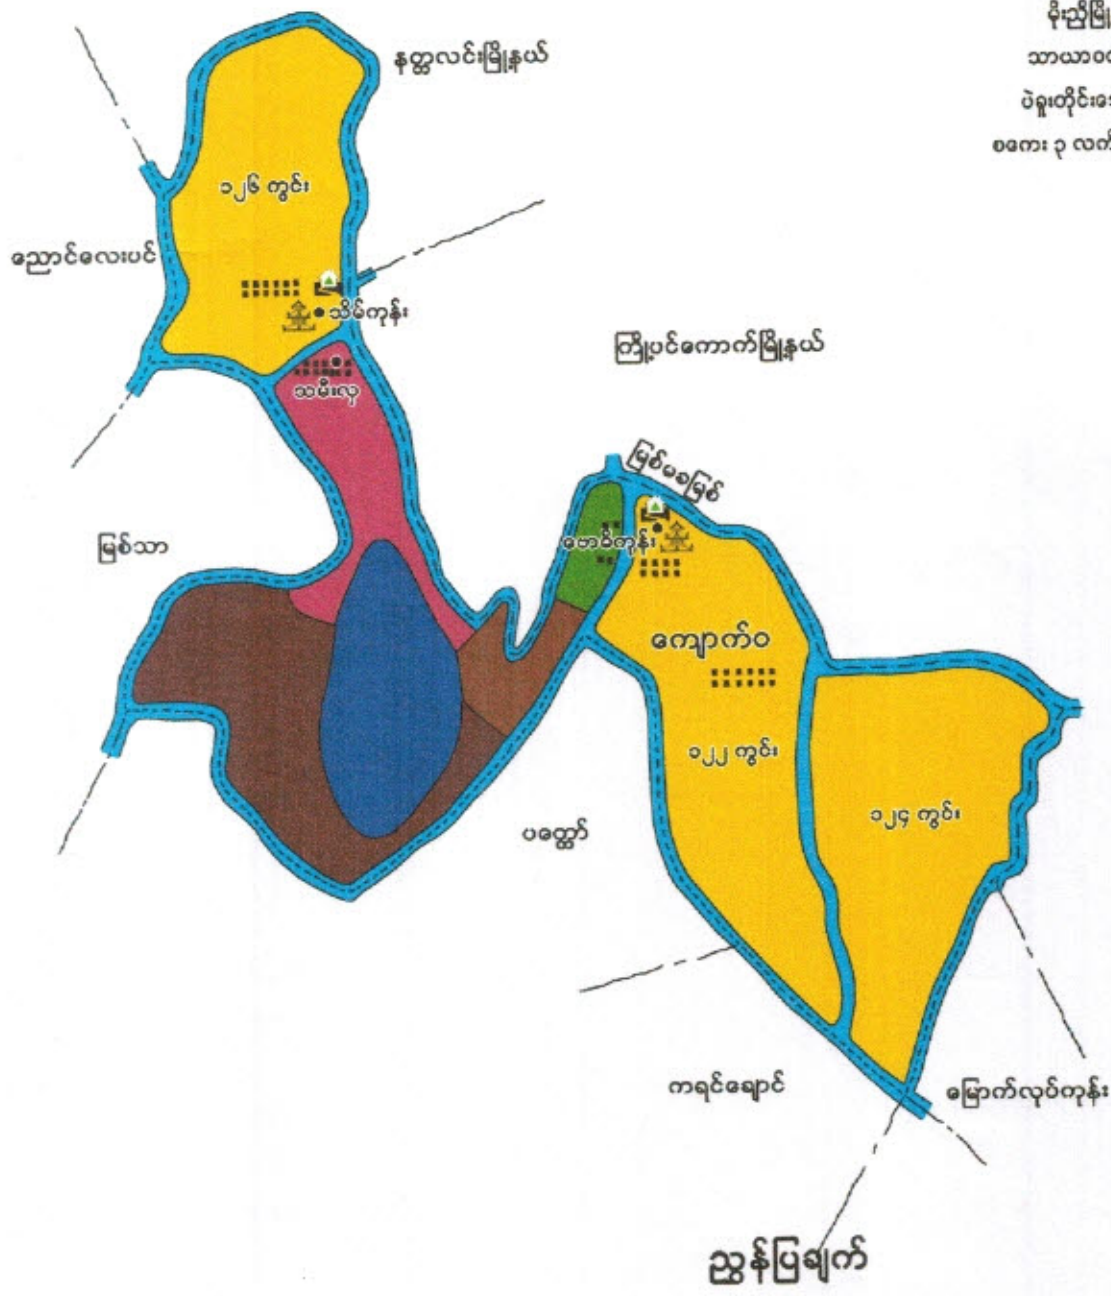 နတ္တလင်းမြို့နယ်
၁၂၆ ကွင်း
ညောင်လေးပင်
သိမ်ကုန်း
ကြို့ပင်ကောက်မြို့နယ်
သမီးလှ
မြစ်မခမြစ်
မြစ်သာ
ဗောဓိကုန်း
ကျောက်ဝ
၁၂၂ ကွင်း
၁၂၄ ကွင်း
ပတ္တော်
ကရင်ချောင်
မြောက်လုပ်ကုန်း
ညွှန်ပြချက်